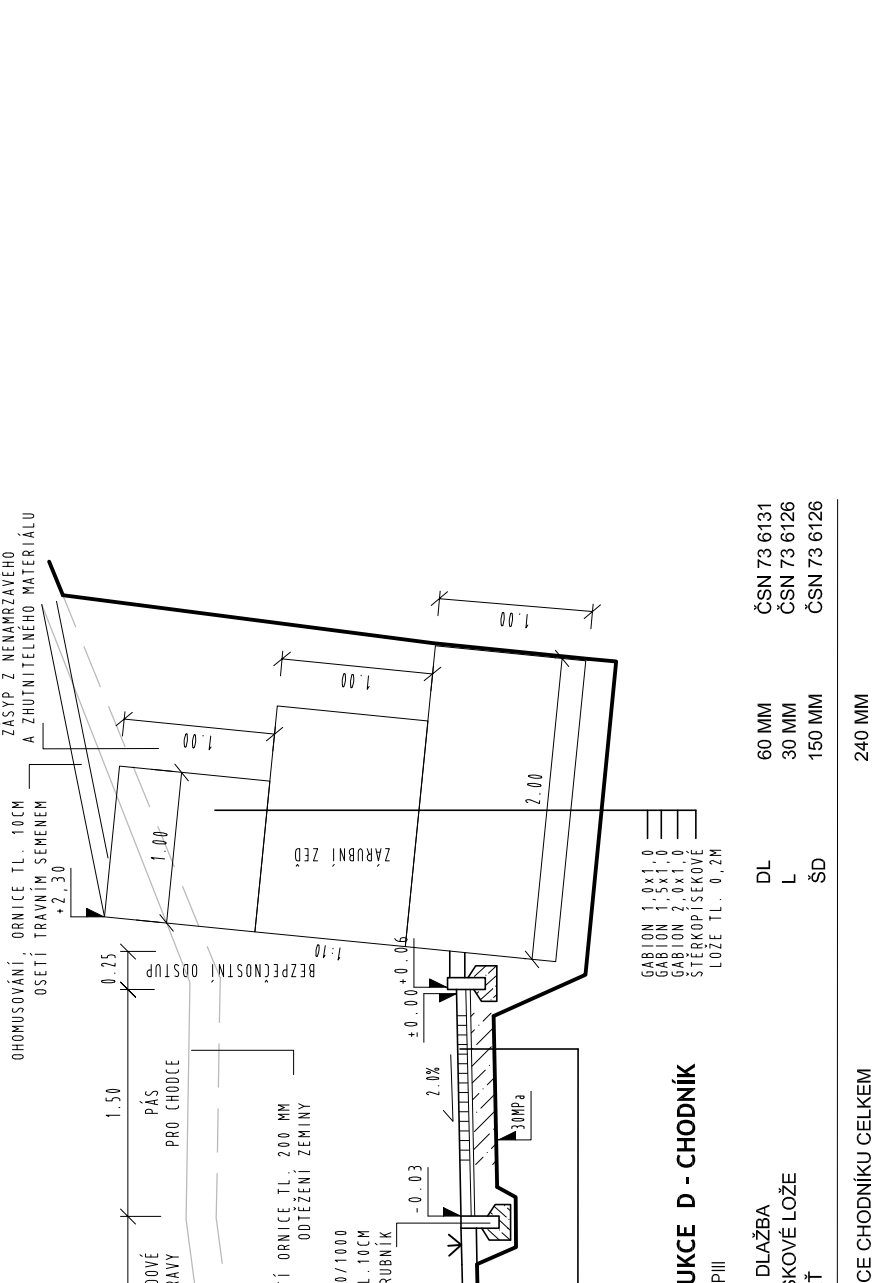 ZÁSYP Z NENAMRZAVÉHO
A ZHUTNITELNÉHO MATERIÁLU
OHOMUSOVÁNÍ, ORNICE TL. 10CM
OSETÍ TRAVNÍM SEMENEM
+2,30
0.25
1.50
PÁS
PRO CHODCE
BEZPEČNOSTNÍ ODSTUP
1.00
1.00
1.00
1.00
2.00
ZÁRUBNÍ ZEĎ
1:10
+0.06
±0.00
2.0%
-0.03
30MPa
ORNICE TL. 200 MM
ODTĚŽENÍ ZEMINY
GABION 1,0x1,0
GABION 1,5x1,0
GABION 2,0x1,0
ŠTĚRKOPÍSEKOVÉ
LOŽE TL. 0,2M
UKCE D - CHODNÍK
PIII
DLAŽBA DL 60 MM ČSN 73 6131
SKOVÉ LOŽE L 30 MM ČSN 73 6126
Ť ŠD 150 MM ČSN 73 6126
CE CHODNÍKU CELKEM 240 MM